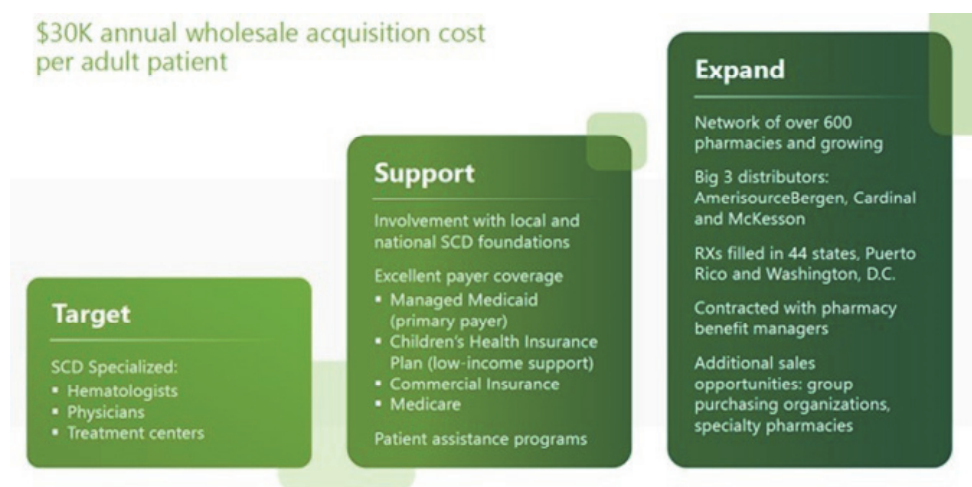 $30K annual wholesale acquisition cost
per adult patient
Target
SCD Specialized:
▪ Hematologists
▪ Physicians
▪ Treatment centers
Support
Involvement with local and
national SCD foundations
Excellent payer coverage
▪ Managed Medicaid
(primary payer)
▪ Children's Health Insurance
Plan (low-income support)
▪ Commercial Insurance
▪ Medicare
Patient assistance programs
Expand
Network of over 600
pharmacies and growing
Big 3 distributors:
AmerisourceBergen, Cardinal
and McKesson
RXs filled in 44 states, Puerto
Rico and Washington, D.C.
Contracted with pharmacy
benefit managers
Additional sales
opportunities: group
purchasing organizations,
specialty pharmacies